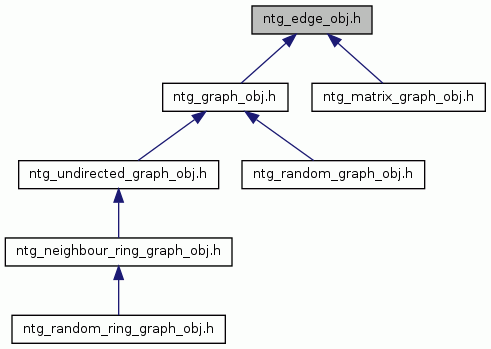 ntg_edge_obj.h
ntg_graph_obj.h
ntg_matrix_graph_obj.h
ntg_undirected_graph_obj.h
ntg_random_graph_obj.h
ntg_neighbour_ring_graph_obj.h
ntg_random_ring_graph_obj.h